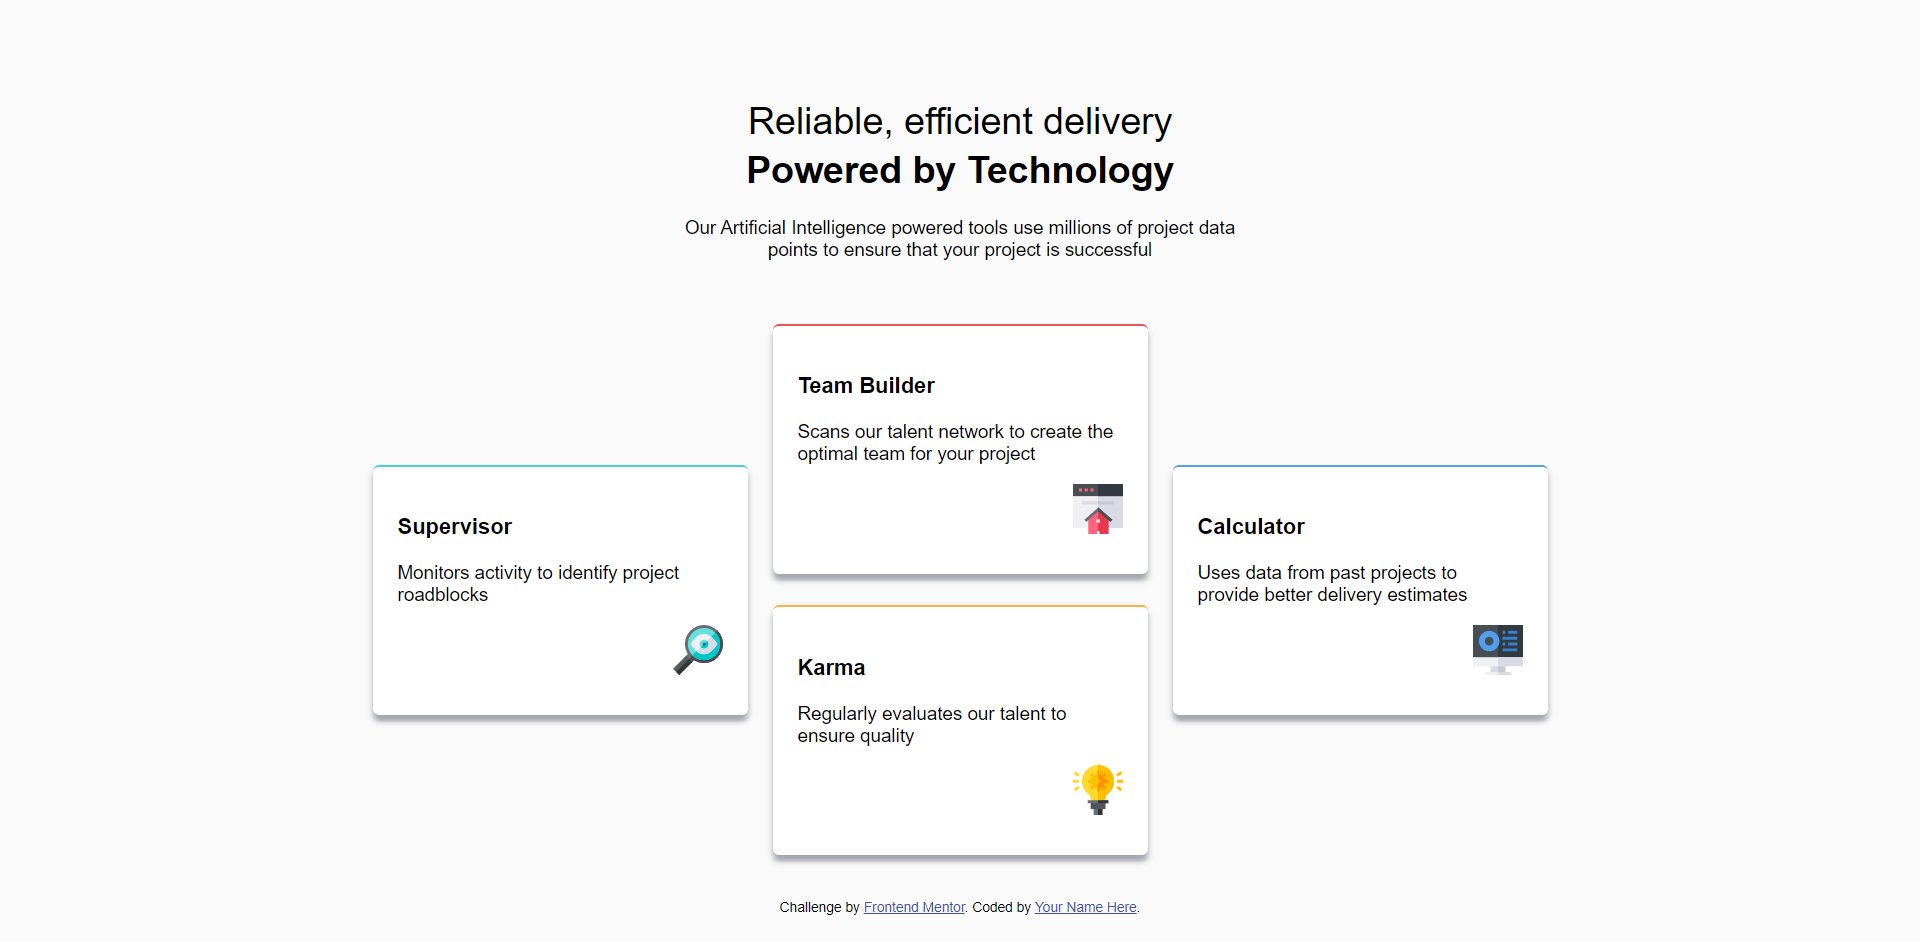 Reliable, efficient delivery
Powered by Technology
Our Artificial Intelligence powered tools use millions of project data
points to ensure that your project is successful
Team Builder
Scans our talent network to create the
optimal team for your project
Supervisor
Monitors activity to identify project
roadblocks
Calculator
Uses data from past projects to
provide better delivery estimates
Karma
Regularly evaluates our talent to
ensure quality
Challenge by Frontend Mentor. Coded by Your Name Here.